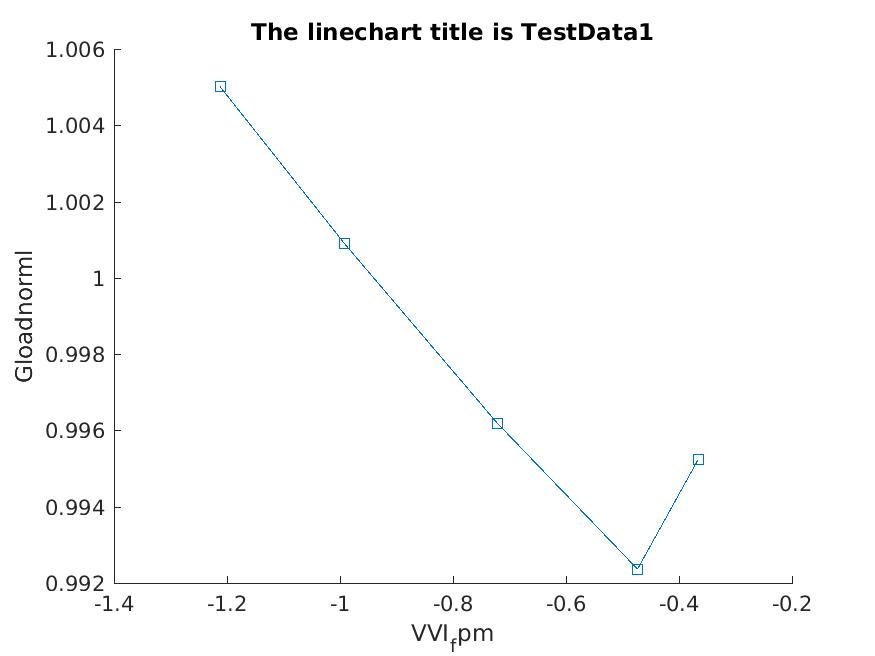 The linechart title is TestData1
1.006
1.004
1.002
1
0.998
0.996
0.994
0.992
Gloadnorml
-1.4 -1.2 -1 -0.8 -0.6 -0.4 -0.2
VVI_fpm